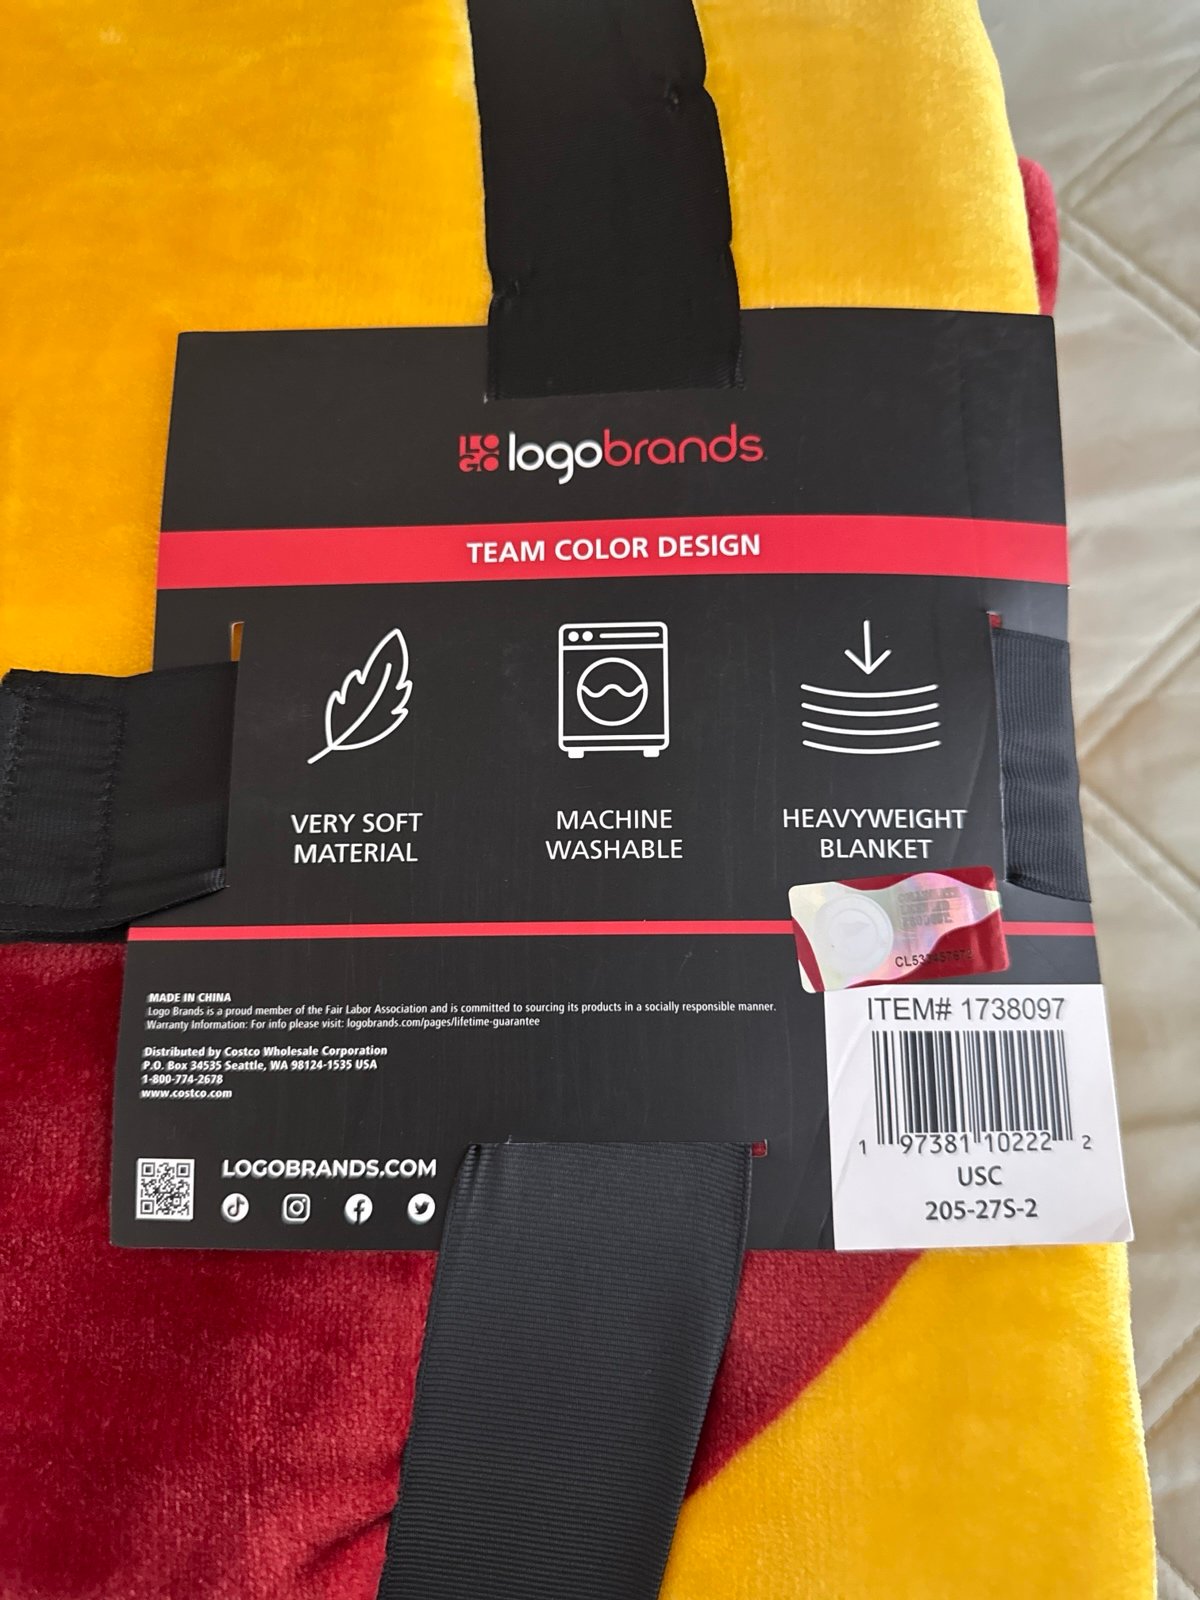 LOGO logobrands
TEAM COLOR DESIGN
VERY SOFT
MATERIAL
MACHINE
WASHABLE
HEAVYWEIGHT
BLANKET
MADE IN CHINA
Logo Brands is a proud member of the Fair Labor Association and is committed to sourcing its products in a socially responsible manner.
Warranty Information: For info please visit: logobrands.com/pages/lifetime-guarantee
Distributed by Costco Wholesale Corporation
P.O. Box 34535 Seattle, WA 98124-1535 USA
1-800-774-2678
www.costco.com
LOGOBRANDS.COM
ITEM# 1738097
1 97381 10222 2
USC
205-27S-2